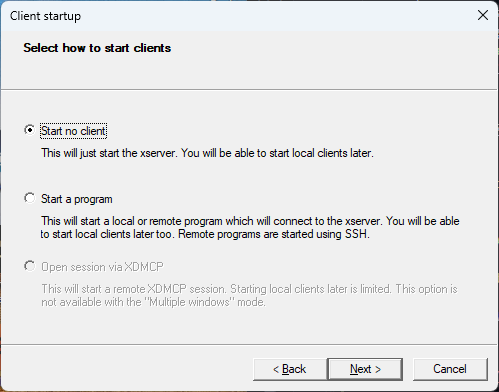 Client startup
Select how to start clients
Start no client
This will just start the xserver. You will be able to start local clients later.
Start a program
This will start a local or remote program which will connect to the xserver. You will be able
to start local clients later too. Remote programs are started using SSH.
Open session via XDMCP
This will start a remote XDMCP session. Starting local clients later is limited. This option is
not available with the "Multiple windows" mode.
< Back Next > Cancel